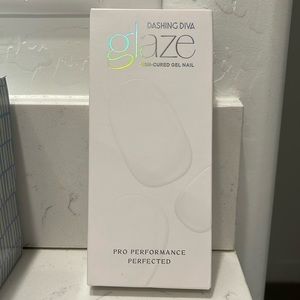 DASHING DIVA
glaze
SEMI-CURED GEL NAIL
PRO PERFORMANCE
PERFECTED